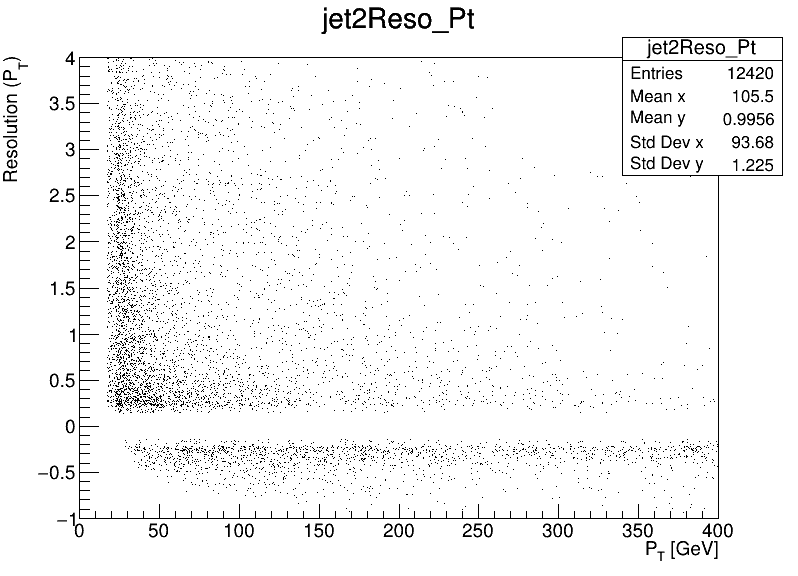 jet2Reso_Pt
jet2Reso_Pt
Entries 12420
Mean x 105.5
Mean y 0.9956
Std Dev x 93.68
Std Dev y 1.225
Resolution (P_T)
4
3.5
3
2.5
2
1.5
1
0.5
0
−0.5
−1
0 50 100 150 200 250 300 350 400
P_T [GeV]